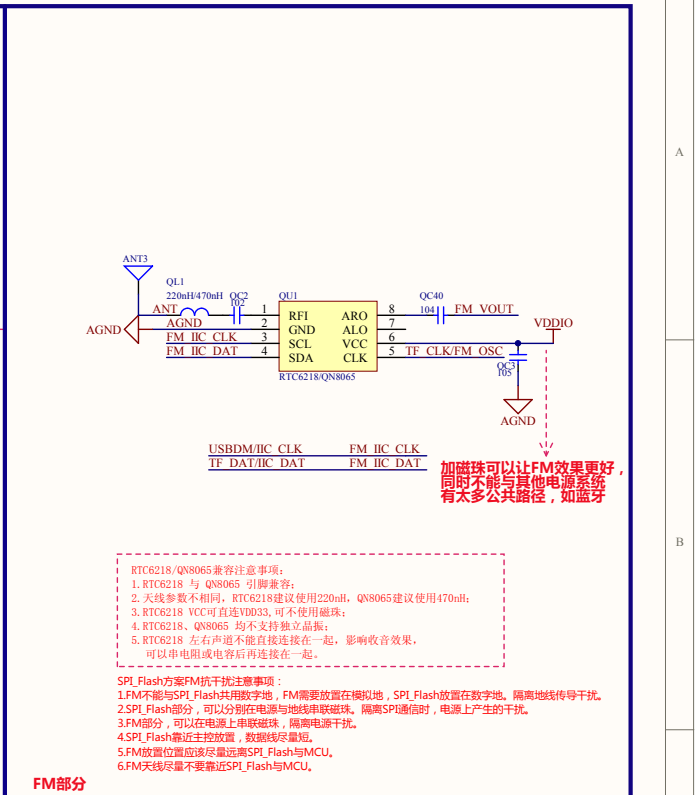 A
ANT3
QL1
220nH/470nH
QC2
102
QU1
QC40
ANT
1
RFI
ARO
8
104
FM_VOUT
AGND
AGND
2
GND
ALO
7
VDDIO
FM_IIC_CLK
3
SCL
VCC
6
FM_IIC_DAT
4
SDA
CLK
5
TF_CLK/FM_OSC
QC3
105
RTC6218/QN8065
AGND
USBDM/IIC_CLK FM_IIC_CLK
TF_DAT/IIC_DAT FM_IIC_DAT
加磁珠可以让FM效果更好，
同时不能与其他电源系统
有太多公共路径，如蓝牙
B
RTC6218/QN8065兼容注意事项:
1.RTC6218 与 QN8065 引脚兼容;
2.天线参数不相同，RTC6218建议使用220nH，QN8065建议使用470nH;
3.RTC6218 VCC可直连VDD33,可不使用磁珠;
4.RTC6218、QN8065 均不支持独立晶振;
5.RTC6218 左右声道不能直接连接在一起，影响收音效果，
可以串电阻或电容后再连接在一起。
SPI_Flash方案FM抗干扰注意事项：
1.FM不能与SPI_Flash共用数字地，FM需要放置在模拟地，SPI_Flash放置在数字地。隔离地线传导干扰。
2.SPI_Flash部分，可以分别在电源与地线串联磁珠。隔离SPI通信时，电源上产生的干扰。
3.FM部分，可以在电源上串联磁珠，隔离电源干扰。
4.SPI_Flash靠近主控放置，数据线尽量短。
5.FM放置位置应该尽量远离SPI_Flash与MCU。
6.FM天线尽量不要靠近SPI_Flash与MCU。
FM部分